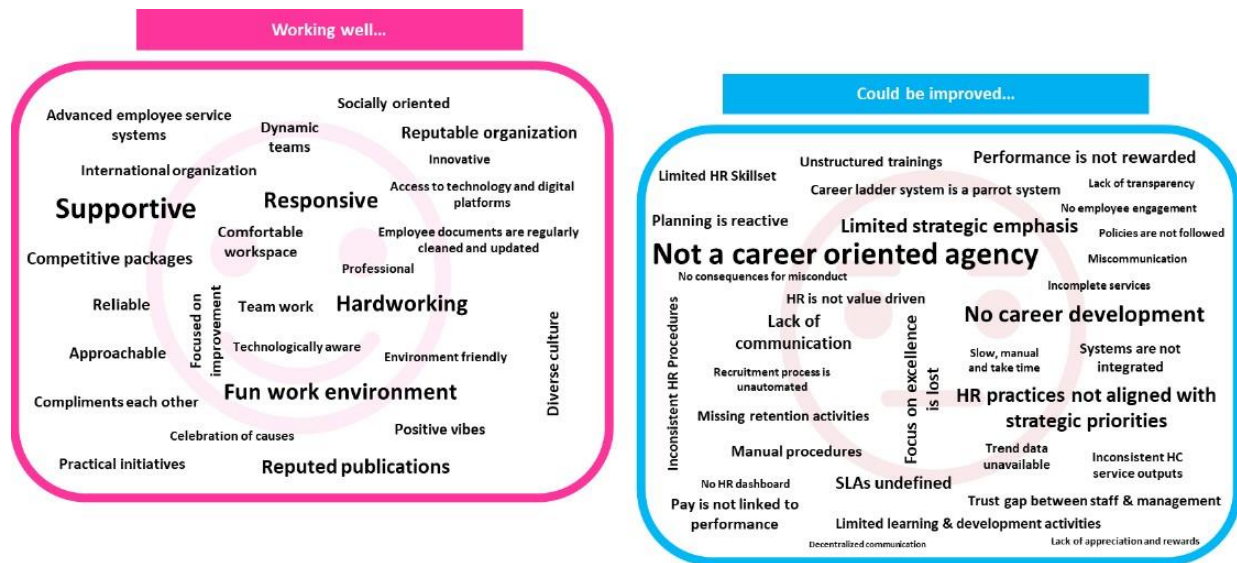 Working well...
Advanced employee service
systems
Socially oriented
Dynamic
teams
Reputable organization
Innovative
International organization
Supportive
Responsive
Access to technology and digital
platforms
Comfortable
workspace
Employee documents are regularly
cleaned and updated
Competitive packages
Professional
Reliable
Focused on
improvement
Team work
Hardworking
Diverse culture
Approachable
Technologically aware
Environment friendly
Fun work environment
Compliments each other
Celebration of causes
Positive vibes
Practical initiatives
Reputed publications
Could be improved...
Limited HR Skillset
Unstructured trainings
Performance is not rewarded
Career ladder system is a parrot system
Lack of transparency
Planning is reactive
Limited strategic emphasis
No employee engagement
Policies are not followed
Not a career oriented agency
Miscommunication
No consequences for misconduct
Incomplete services
Inconsistent HR Procedures
HR is not value driven
Lack of
communication
No career development
Focus on excellence
is lost
Slow, manual
and take time
Systems are not
integrated
Recruitment process is
unautomated
HR practices not aligned with
strategic priorities
Missing retention activities
Manual procedures
Trend data
unavailable
Inconsistent HC
service outputs
No HR dashboard
SLAs undefined
Pay is not linked to
performance
Trust gap between staff & management
Limited learning & development activities
Decentralized communication
Lack of appreciation and rewards